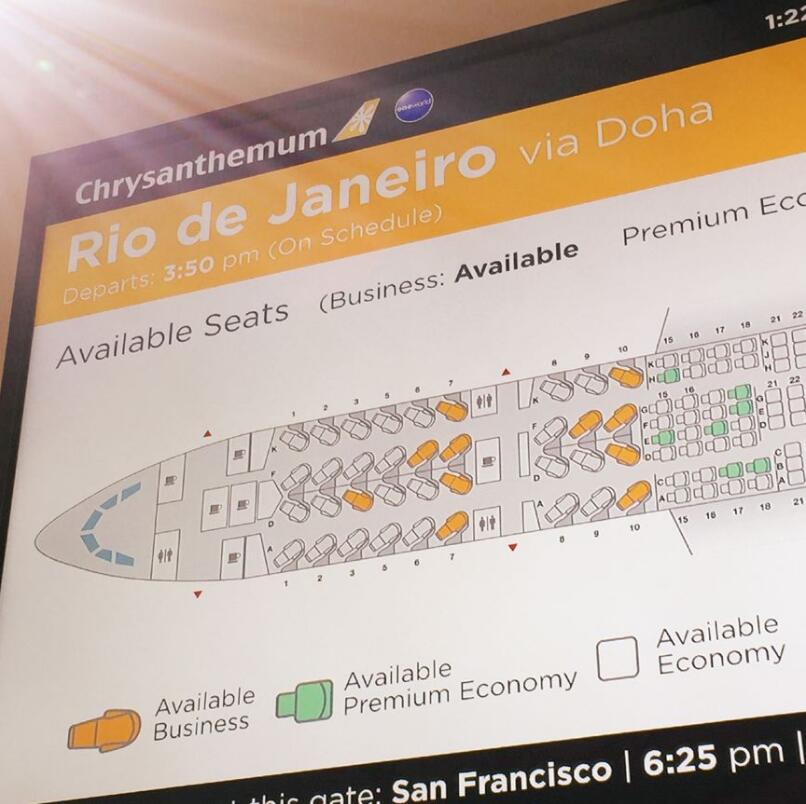 1:22
Chrysanthemum
oneworld
Rio de Janeiro via Doha
Departs: 3:50 pm (On Schedule)
Available Seats (Business: Available Premium Eco
1 2 3 5 6 7 8 9 10 15 16 17 18 21 22
K K K
J
H H
15 16 21 22
F F G G
F E
E D
D D D
C C
B
A A A A
1 2 3 5 6 7 8 9 10 15 16 17 18 21
Available
Business
Available
Premium Economy
Available
Economy
this gate: San Francisco | 6:25 pm |